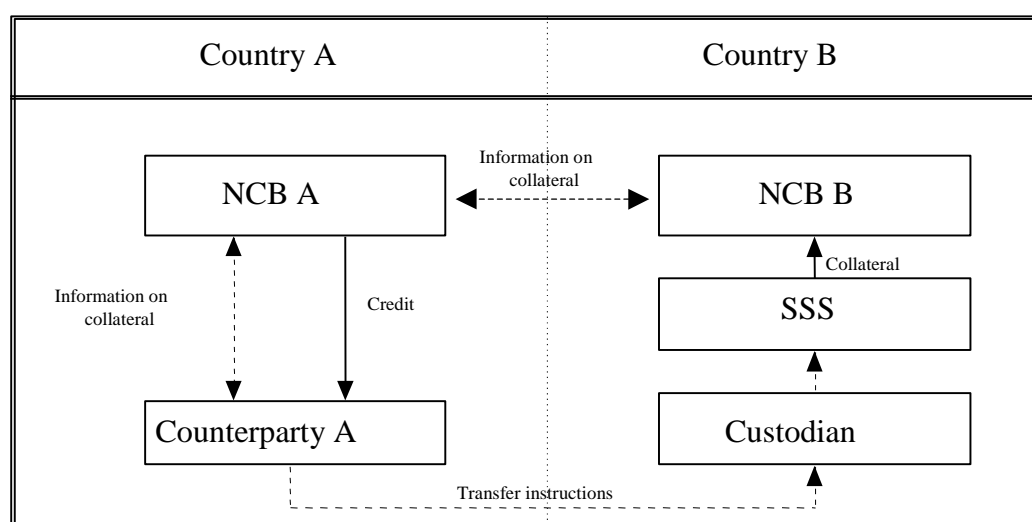 Country A
Country B
Information on
collateral
NCB A
NCB B
Collateral
Information on
collateral
Credit
SSS
Counterparty A
Custodian
Transfer instructions